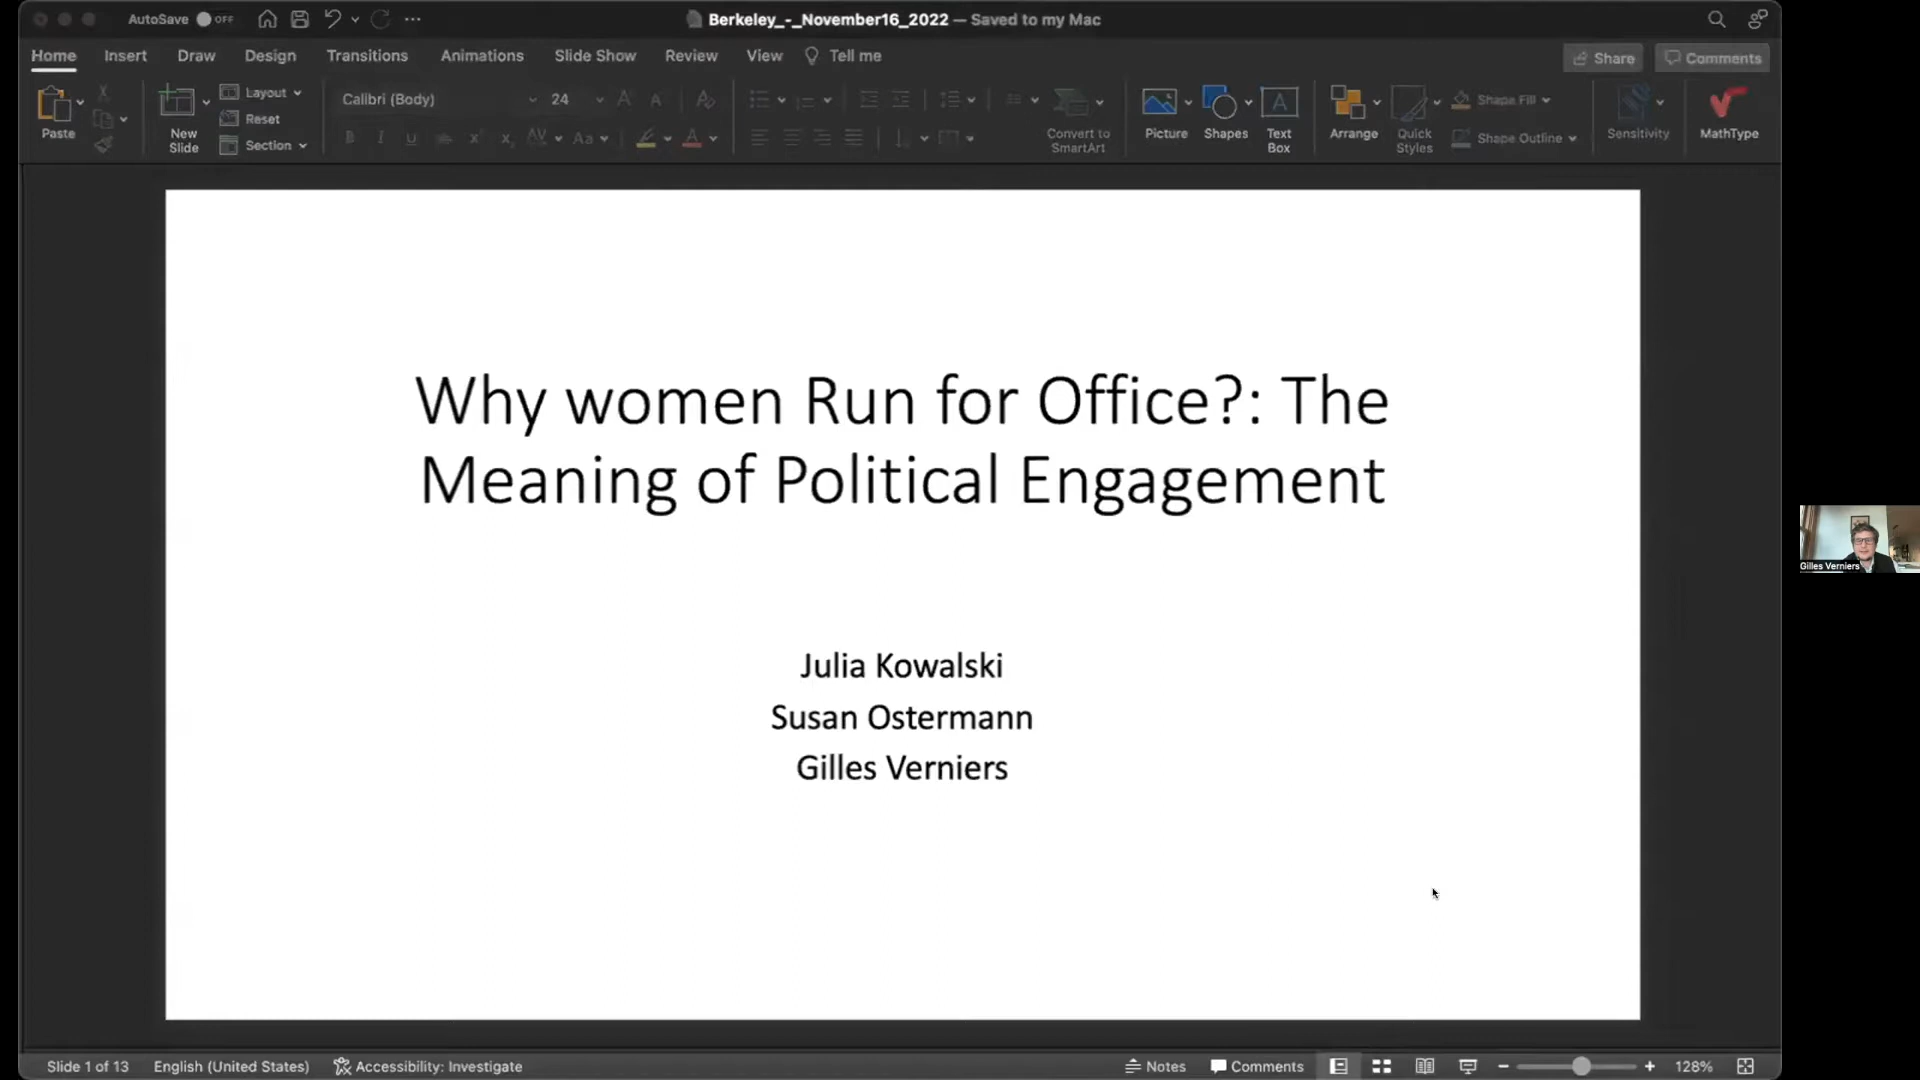 AutoSave OFF
Berkeley_-_November16_2022 — Saved to my Mac
Home Insert Draw Design Transitions Animations Slide Show Review View Tell me
Share Comments
Paste
New Slide
Layout
Reset
Section
Calibri (Body) 24
Convert to SmartArt
Picture
Shapes
Text Box
Arrange
Quick Styles
Shape Fill
Shape Outline
Sensitivity
MathType
Why women Run for Office?: The
Meaning of Political Engagement
Julia Kowalski
Susan Ostermann
Gilles Verniers
Gilles Verniers
Slide 1 of 13 English (United States) Accessibility: Investigate Notes Comments 128%